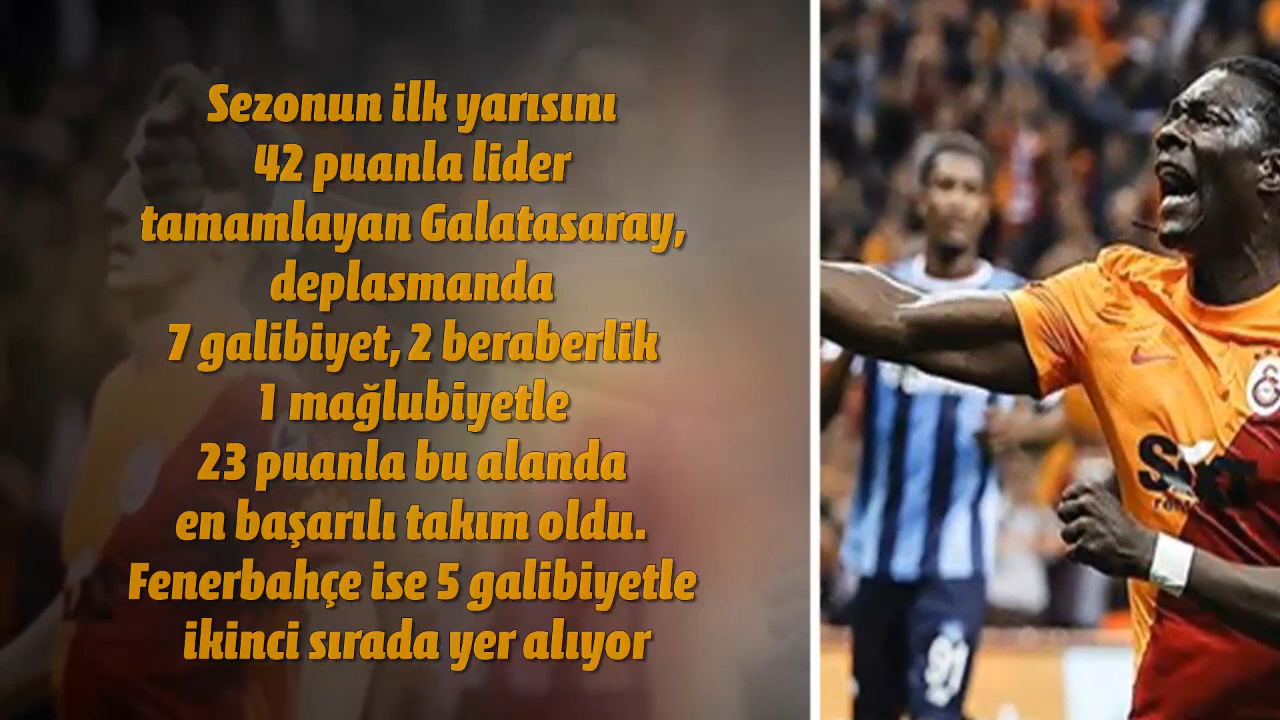 Sezonun ilk yarısını
42 puanla lider
tamamlayan Galatasaray,
deplasmanda
7 galibiyet, 2 beraberlik
1 mağlubiyetle
23 puanla bu alanda
en başarılı takım oldu.
Fenerbahçe ise 5 galibiyetle
ikinci sırada yer alıyor
91